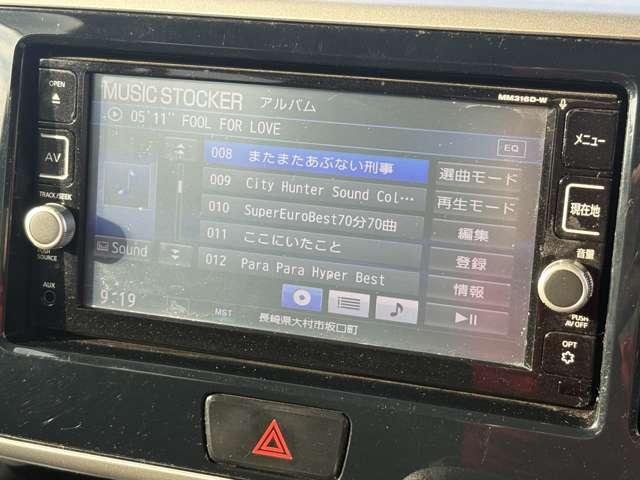 OPEN
MUSIC STOCKER アルバム
MM316D-W
05'11" FOOL FOR LOVE
EQ
メニュー
AV
008 またまたあぶない刑事
選曲モード
009 City Hunter Sound Col…
再生モード
TRACK/SEEK
010 SuperEuroBest70分70曲
現在地
編集
011 ここにいたこと
Sound
登録
音量
PUSH
SOURCE
012 Para Para Hyper Best
情報
AUX
9:19
MST
長崎県大村市坂口町
PUSH
AV OFF
OPT